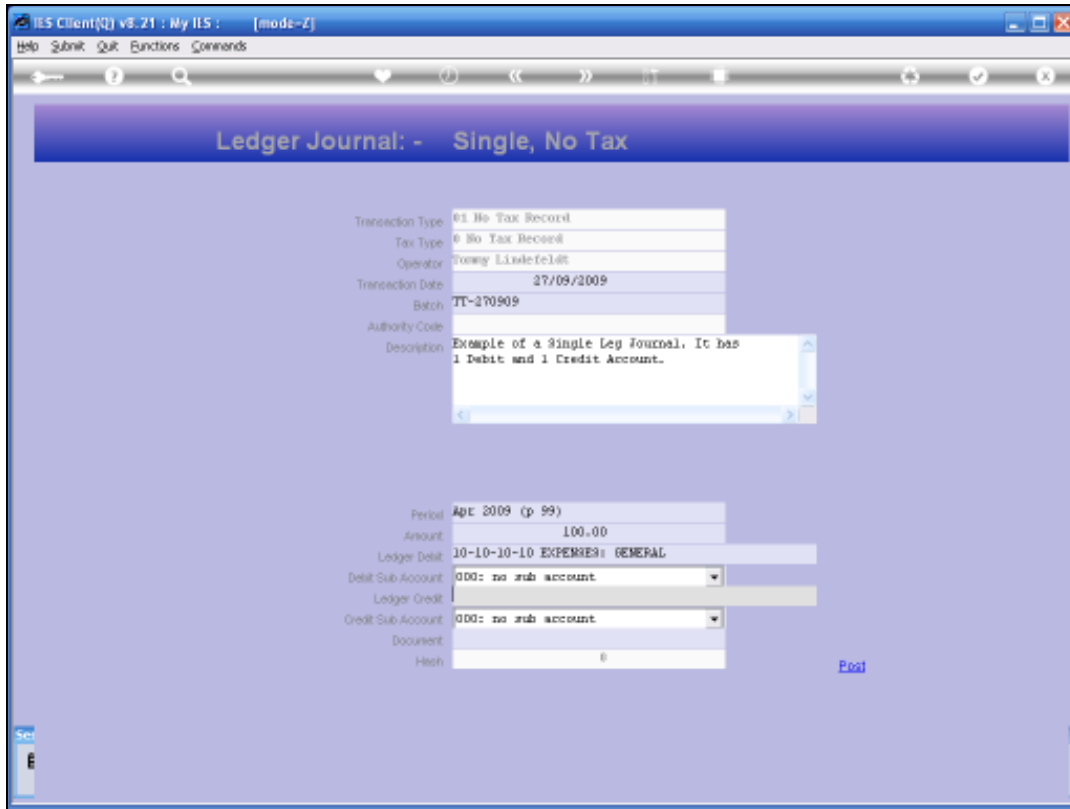 IES Client(Q) v8.21 : My IES : [mode-Z]
Help Submit Quit Functions Commands
Ledger Journal: - Single, No Tax
Transaction Type 01 No Tax Record
Tax Type 0 No Tax Record
Operator Tommy Lindefeldt
Transaction Date 27/09/2009
Batch TT-270909
Authority Code
Description Example of a Single Leg Journal. It has
1 Debit and 1 Credit Account.
Period Apr 2009 (p 99)
Amount 100.00
Ledger Debit 10-10-10-10 EXPENSES: GENERAL
Debit Sub Account 000: no sub account
Ledger Credit
Credit Sub Account 000: no sub account
Document
Hash 0
Post